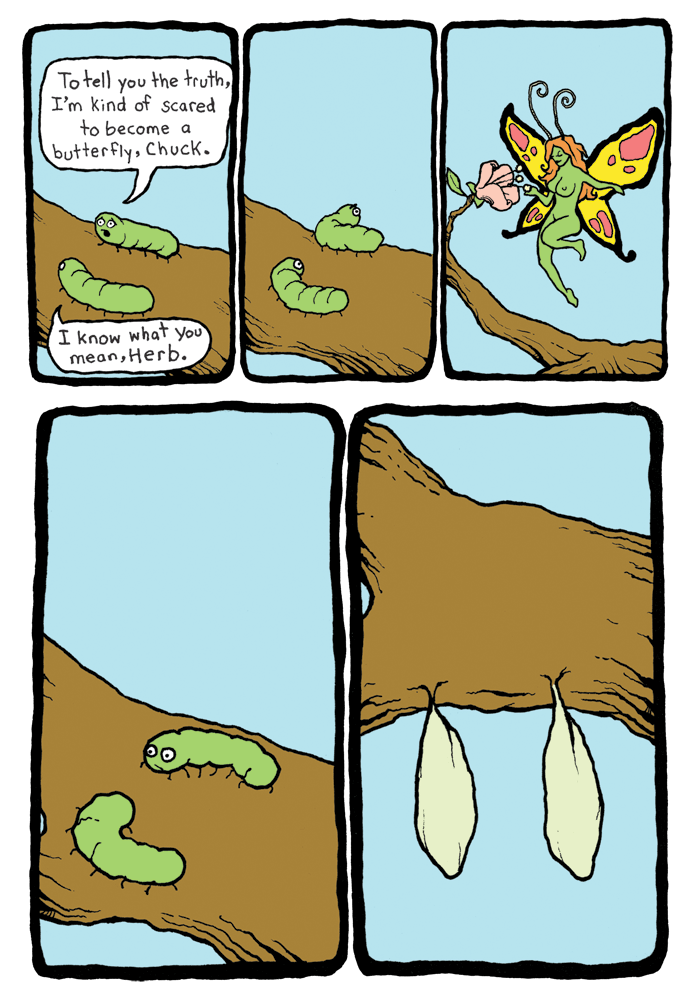 To tell you the truth,
I'm kind of scared
to become a
butterfly, Chuck.
I know what you
mean, Herb.